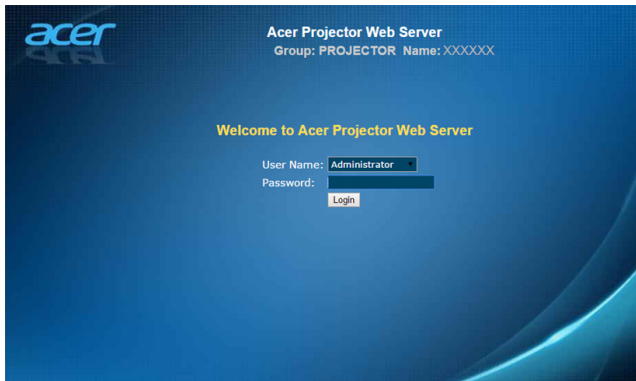 acer
Acer Projector Web Server
Group: PROJECTOR Name: XXXXXX
Welcome to Acer Projector Web Server
User Name: Administrator
Password:
Login